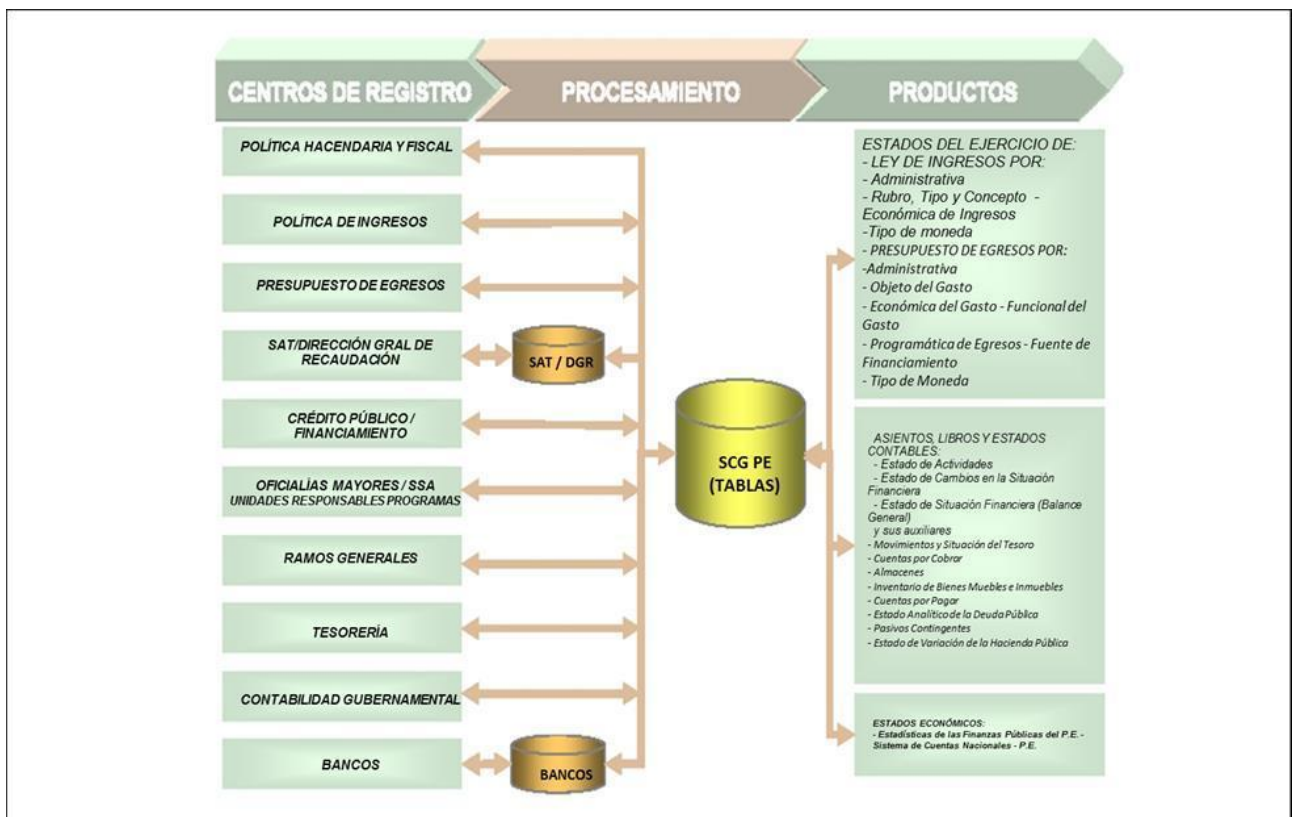 CENTROS DE REGISTRO
PROCESAMIENTO
PRODUCTOS
POLÍTICA HACENDARIA Y FISCAL
POLÍTICA DE INGRESOS
PRESUPUESTO DE EGRESOS
SAT/DIRECCIÓN GRAL DE
RECAUDACIÓN
CRÉDITO PÚBLICO /
FINANCIAMIENTO
OFICIALÍAS MAYORES / SSA
UNIDADES RESPONSABLES PROGRAMAS
RAMOS GENERALES
TESORERÍA
CONTABILIDAD GUBERNAMENTAL
BANCOS
SAT / DGR
BANCOS
SCG PE
(TABLAS)
ESTADOS DEL EJERCICIO DE:
- LEY DE INGRESOS POR:
- Administrativa
- Rubro, Tipo y Concepto -
Económica de Ingresos
-Tipo de moneda
- PRESUPUESTO DE EGRESOS POR:
-Administrativa
- Objeto del Gasto
- Económica del Gasto - Funcional del
Gasto
- Programática de Egresos - Fuente de
Financiamiento
- Tipo de Moneda
ASIENTOS, LIBROS Y ESTADOS
CONTABLES:
- Estado de Actividades
- Estado de Cambios en la Situación
Financiera
- Estado de Situación Financiera (Balance
General)
y sus auxiliares
- Movimientos y Situación del Tesoro
- Cuentas por Cobrar
- Almacenes
- Inventario de Bienes Muebles e Inmuebles
- Cuentas por Pagar
- Estado Analítico de la Deuda Pública
- Pasivos Contingentes
- Estado de Variación de la Hacienda Pública
ESTADOS ECONÓMICOS:
- Estadísticas de las Finanzas Públicas del P.E. -
Sistema de Cuentas Nacionales - P.E.